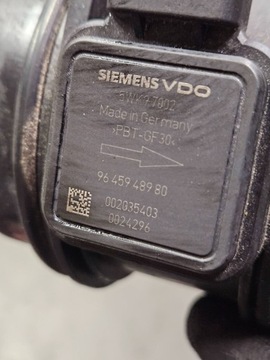 SIEMENS VDO
5WK97002
Made in Germany
>PBT-GF30<
96 459 489 80
002035403
0024296